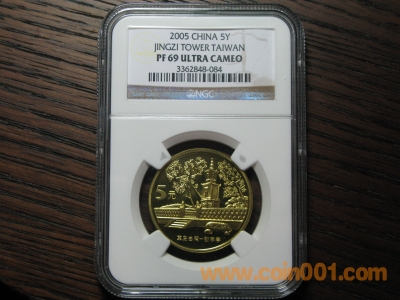 2005 CHINA 5Y
JINGZI TOWER TAIWAN
PF 69 ULTRA CAMEO
3362848-084
NGC
5元
www.coin001.com